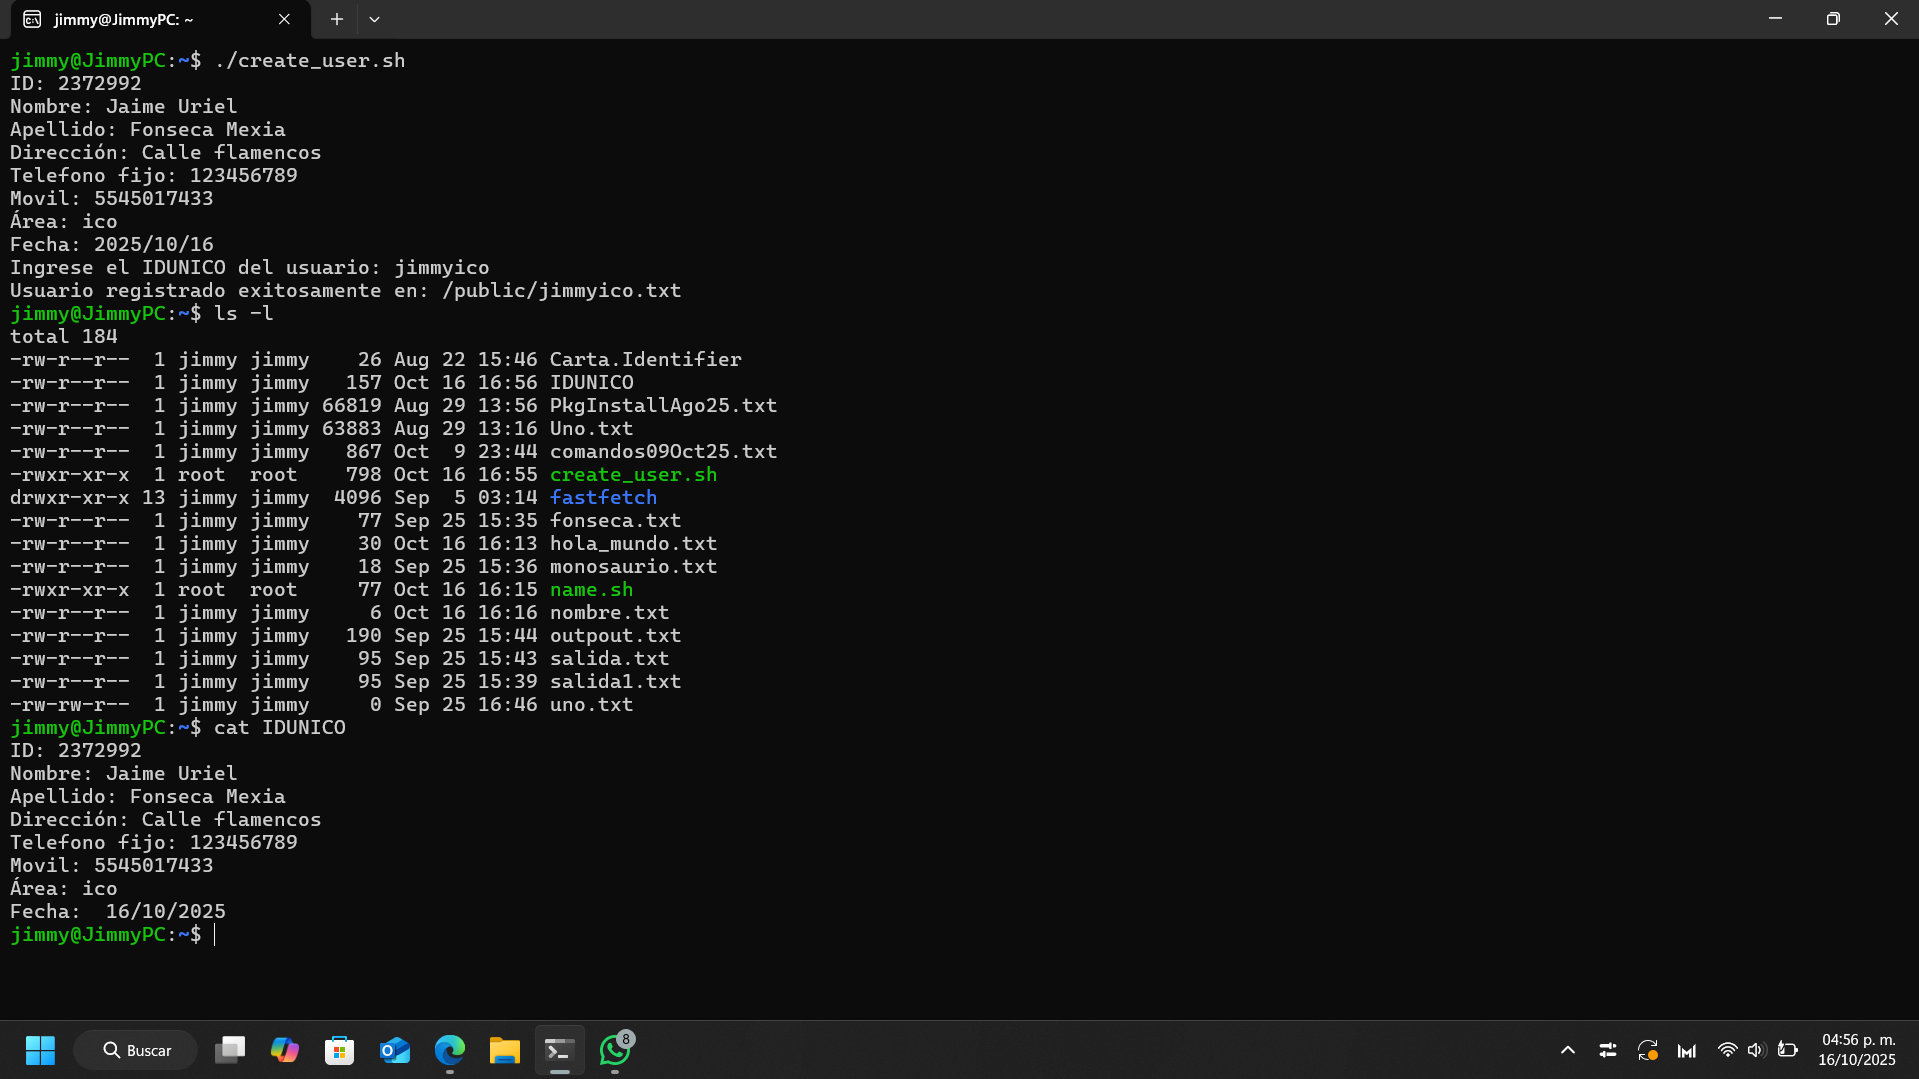 jimmy@JimmyPC: ~
jimmy@JimmyPC:~$ ./create_user.sh
ID: 2372992
Nombre: Jaime Uriel
Apellido: Fonseca Mexia
Dirección: Calle flamencos
Telefono fijo: 123456789
Movil: 5545017433
Área: ico
Fecha: 2025/10/16
Ingrese el IDUNICO del usuario: jimmyico
Usuario registrado exitosamente en: /public/jimmyico.txt
jimmy@JimmyPC:~$ ls -l
total 184
-rw-r--r--  1 jimmy jimmy    26 Aug 22 15:46 Carta.Identifier
-rw-r--r--  1 jimmy jimmy   157 Oct 16 16:56 IDUNICO
-rw-r--r--  1 jimmy jimmy 66819 Aug 29 13:56 PkgInstallAgo25.txt
-rw-r--r--  1 jimmy jimmy 63883 Aug 29 13:16 Uno.txt
-rw-r--r--  1 jimmy jimmy   867 Oct  9 23:44 comandos09Oct25.txt
-rwxr-xr-x  1 root  root    798 Oct 16 16:55 create_user.sh
drwxr-xr-x 13 jimmy jimmy  4096 Sep  5 03:14 fastfetch
-rw-r--r--  1 jimmy jimmy    77 Sep 25 15:35 fonseca.txt
-rw-r--r--  1 jimmy jimmy    30 Oct 16 16:13 hola_mundo.txt
-rw-r--r--  1 jimmy jimmy    18 Sep 25 15:36 monosaurio.txt
-rwxr-xr-x  1 root  root     77 Oct 16 16:15 name.sh
-rw-r--r--  1 jimmy jimmy     6 Oct 16 16:16 nombre.txt
-rw-r--r--  1 jimmy jimmy   190 Sep 25 15:44 outpout.txt
-rw-r--r--  1 jimmy jimmy    95 Sep 25 15:43 salida.txt
-rw-r--r--  1 jimmy jimmy    95 Sep 25 15:39 salida1.txt
-rw-rw-r--  1 jimmy jimmy     0 Sep 25 16:46 uno.txt
jimmy@JimmyPC:~$ cat IDUNICO
ID: 2372992
Nombre: Jaime Uriel
Apellido: Fonseca Mexia
Dirección: Calle flamencos
Telefono fijo: 123456789
Movil: 5545017433
Área: ico
Fecha:  16/10/2025
jimmy@JimmyPC:~$
Buscar
8
04:56 p. m.
16/10/2025